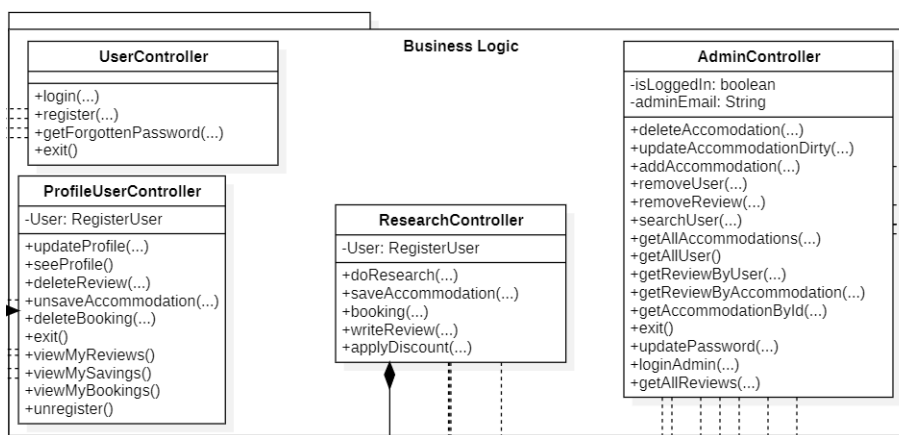 Business Logic
UserController
+login(...)
+register(...)
+getForgottenPassword(...)
+exit()
ProfileUserController
-User: RegisterUser
+updateProfile(...)
+seeProfile()
+deleteReview(...)
+unsaveAccommodation(...)
+deleteBooking(...)
+exit()
+viewMyReviews()
+viewMySavings()
+viewMyBookings()
+unregister()
ResearchController
-User: RegisterUser
+doResearch(...)
+saveAccommodation(...)
+booking(...)
+writeReview(...)
+applyDiscount(...)
AdminController
-isLoggedIn: boolean
-adminEmail: String
+deleteAccomodation(...)
+updateAccommodationDirty(...)
+addAccommodation(...)
+removeUser(...)
+removeReview(...)
+searchUser(...)
+getAllAccommodations(...)
+getAllUser()
+getReviewByUser(...)
+getReviewByAccommodation(...)
+getAccommodationById(...)
+exit()
+updatePassword(...)
+loginAdmin(...)
+getAllReviews(...)